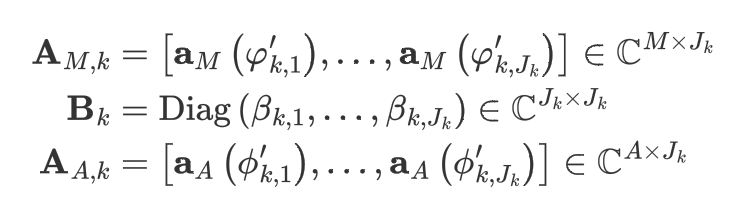 𝐀_{M,k} = [𝐚_M (φ′_{k,1}), . . . , 𝐚_M (φ′_{k,J_k})] ∈ ℂ^{M×J_k}
𝐁_k = Diag (β_{k,1}, . . . , β_{k,J_k}) ∈ ℂ^{J_k×J_k}
𝐀_{A,k} = [𝐚_A (ϕ′_{k,1}), . . . , 𝐚_A (ϕ′_{k,J_k})] ∈ ℂ^{A×J_k}